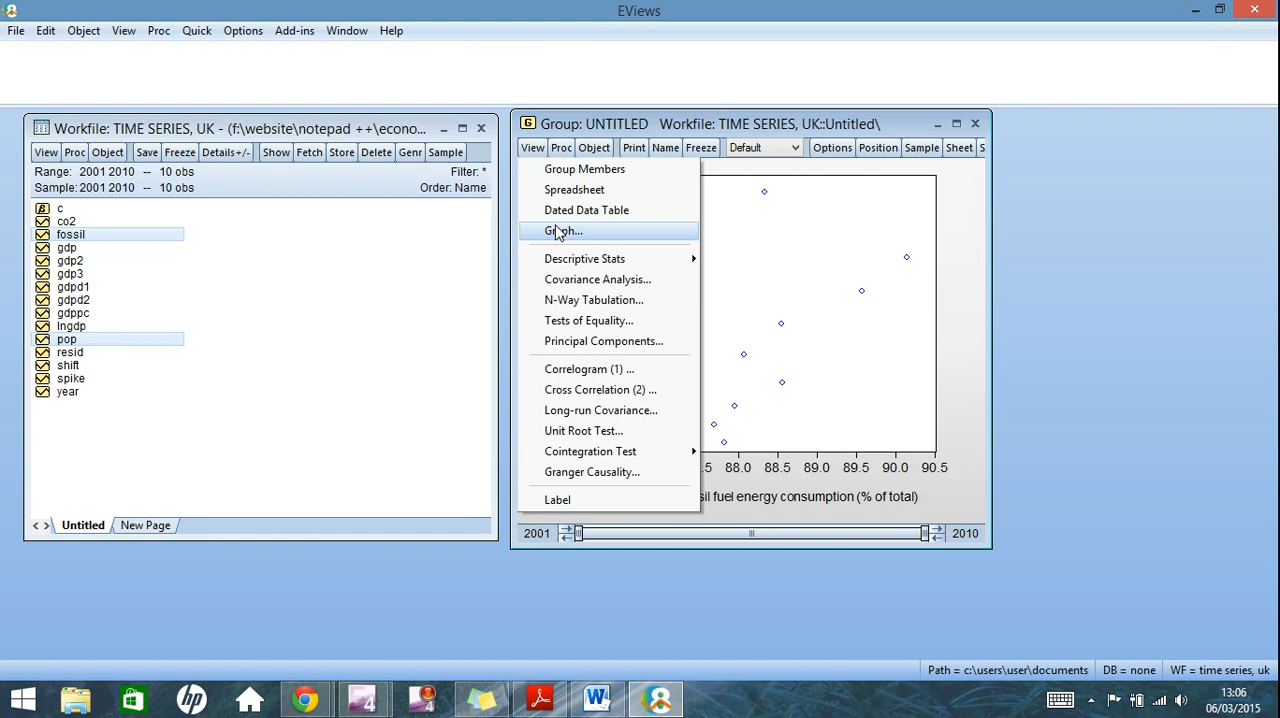 EViews
File Edit Object View Proc Quick Options Add-ins Window Help
Workfile: TIME SERIES, UK - (f:\website\notepad ++\econo...
View Proc Object Save Freeze Details+/- Show Fetch Store Delete Genr Sample
Range: 2001 2010 -- 10 obs Filter: *
Sample: 2001 2010 -- 10 obs Order: Name
c
co2
fossil
gdp
gdp2
gdp3
gdpd1
gdpd2
gdppc
lngdp
pop
resid
shift
spike
year
Untitled New Page
Group: UNTITLED Workfile: TIME SERIES, UK::Untitled\
View Proc Object Print Name Freeze Default Options Position Sample Sheet S
Group Members
Spreadsheet
Dated Data Table
Graph...
Descriptive Stats
Covariance Analysis...
N-Way Tabulation...
Tests of Equality...
Principal Components...
Correlogram (1) ...
Cross Correlation (2) ...
Long-run Covariance...
Unit Root Test...
Cointegration Test
Granger Causality...
Label
.5 88.0 88.5 89.0 89.5 90.0 90.5
sil fuel energy consumption (% of total)
2001 2010
Path = c:\users\user\documents DB = none WF = time series, uk
13:06
06/03/2015